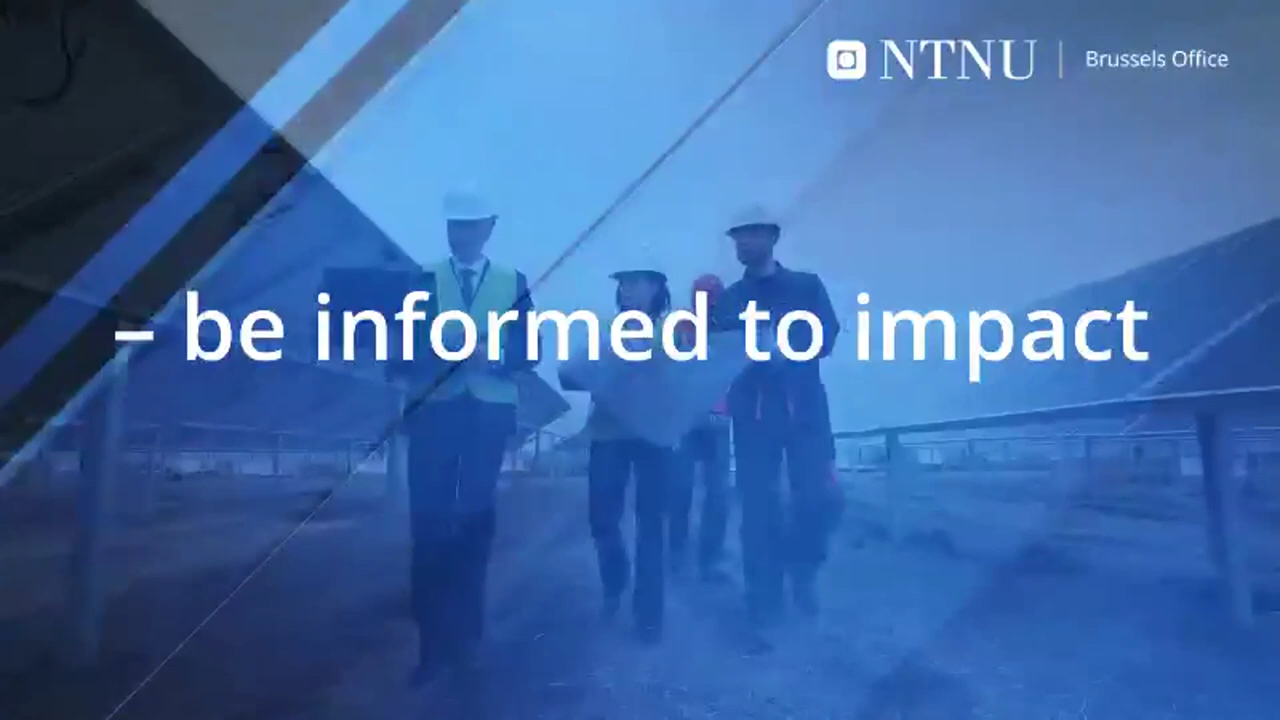 NTNU | Brussels Office
– be informed to impact